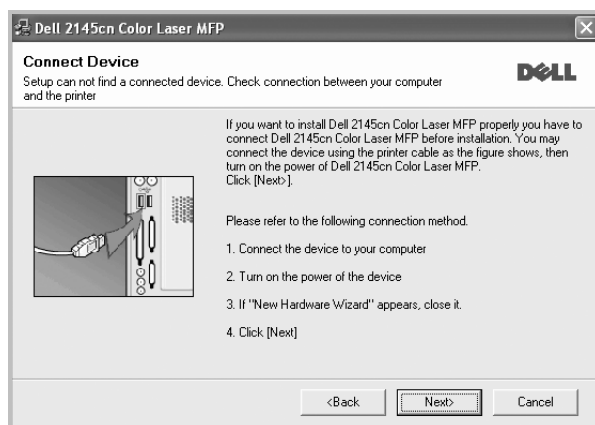 Dell 2145cn Color Laser MFP
Connect Device
Setup can not find a connected device. Check connection between your computer
and the printer
DELL
If you want to install Dell 2145cn Color Laser MFP properly you have to
connect Dell 2145cn Color Laser MFP before installation. You may
connect the device using the printer cable as the figure shows, then
turn on the power of Dell 2145cn Color Laser MFP.
Click [Next>].
Please refer to the following connection method.
1. Connect the device to your computer
2. Turn on the power of the device
3. If "New Hardware Wizard" appears, close it.
4. Click [Next]
<Back
Next>
Cancel